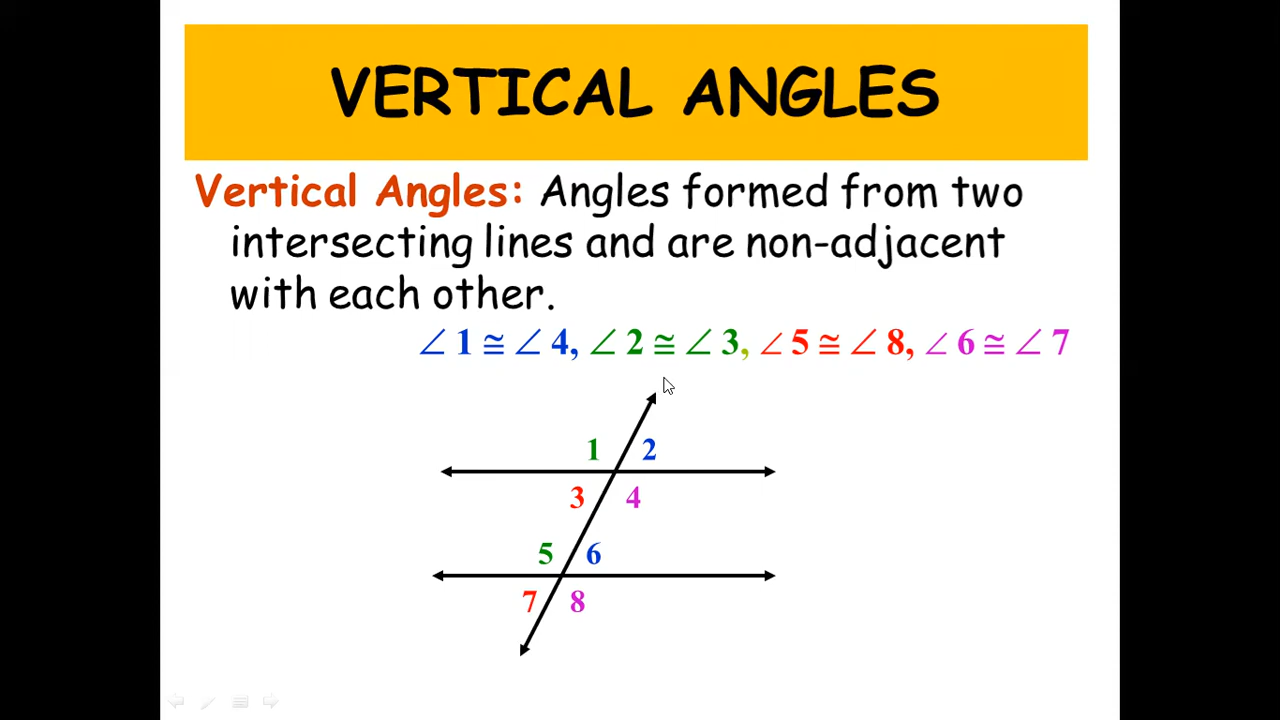 VERTICAL ANGLES
Vertical Angles: Angles formed from two
intersecting lines and are non-adjacent
with each other.
∠ 1 ≅ ∠ 4, ∠ 2 ≅ ∠ 3, ∠ 5 ≅ ∠ 8, ∠ 6 ≅ ∠ 7
1 2
3 4
5 6
7 8